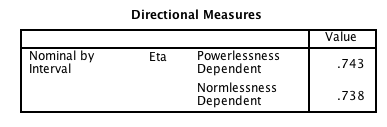 Directional Measures
Value
Nominal by Interval Eta Powerlessness Dependent .743
Normlessness Dependent .738